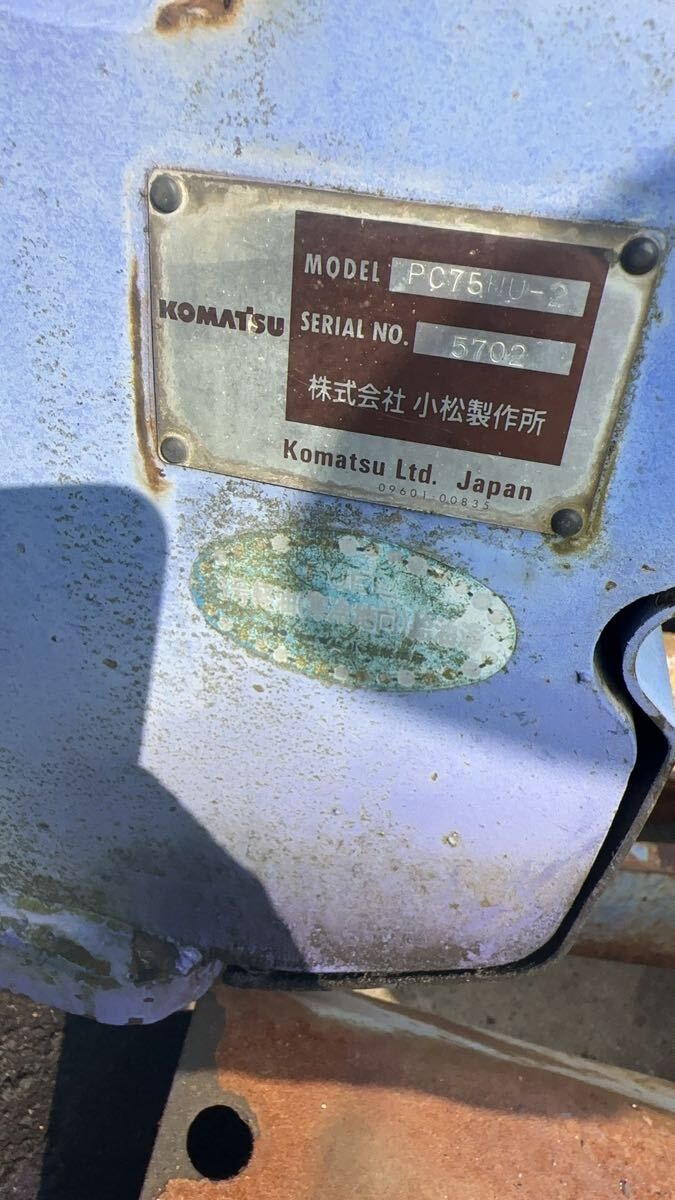 KOMATSU
MODEL PC75UU-2
SERIAL NO. 5702
株式会社 小松製作所
Komatsu Ltd. Japan
09601-00835